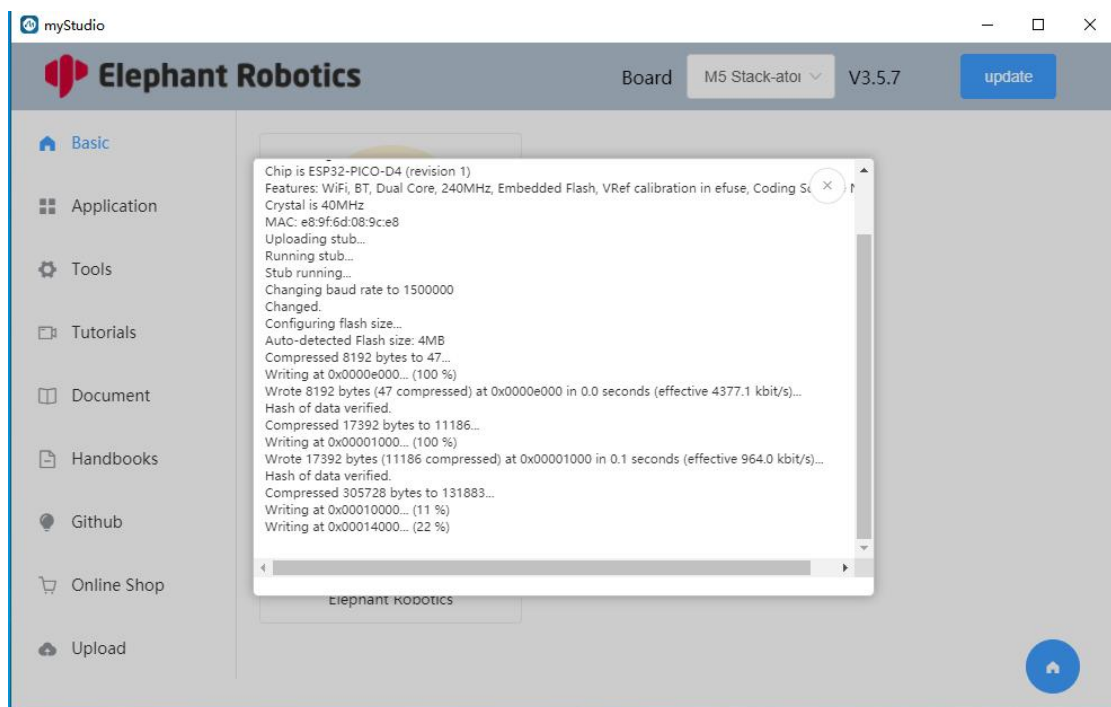 myStudio
Elephant Robotics
Board M5 Stack-ato V3.5.7 update
Basic
Application
Tools
Tutorials
Document
Handbooks
Github
Online Shop
Upload
Chip is ESP32-PICO-D4 (revision 1)
Features: WiFi, BT, Dual Core, 240MHz, Embedded Flash, VRef calibration in efuse, Coding
Crystal is 40MHz
MAC: e8:9f:6d:08:9c:e8
Uploading stub...
Running stub...
Stub running...
Changing baud rate to 1500000
Changed.
Configuring flash size...
Auto-detected Flash size: 4MB
Compressed 8192 bytes to 47...
Writing at 0x0000e000... (100 %)
Wrote 8192 bytes (47 compressed) at 0x0000e000 in 0.0 seconds (effective 4377.1 kbit/s)...
Hash of data verified.
Compressed 17392 bytes to 11186...
Writing at 0x00001000... (100 %)
Wrote 17392 bytes (11186 compressed) at 0x00001000 in 0.1 seconds (effective 964.0 kbit/s)...
Hash of data verified.
Compressed 305728 bytes to 131883...
Writing at 0x00010000... (11 %)
Writing at 0x00014000... (22 %)
Elephant Robotics